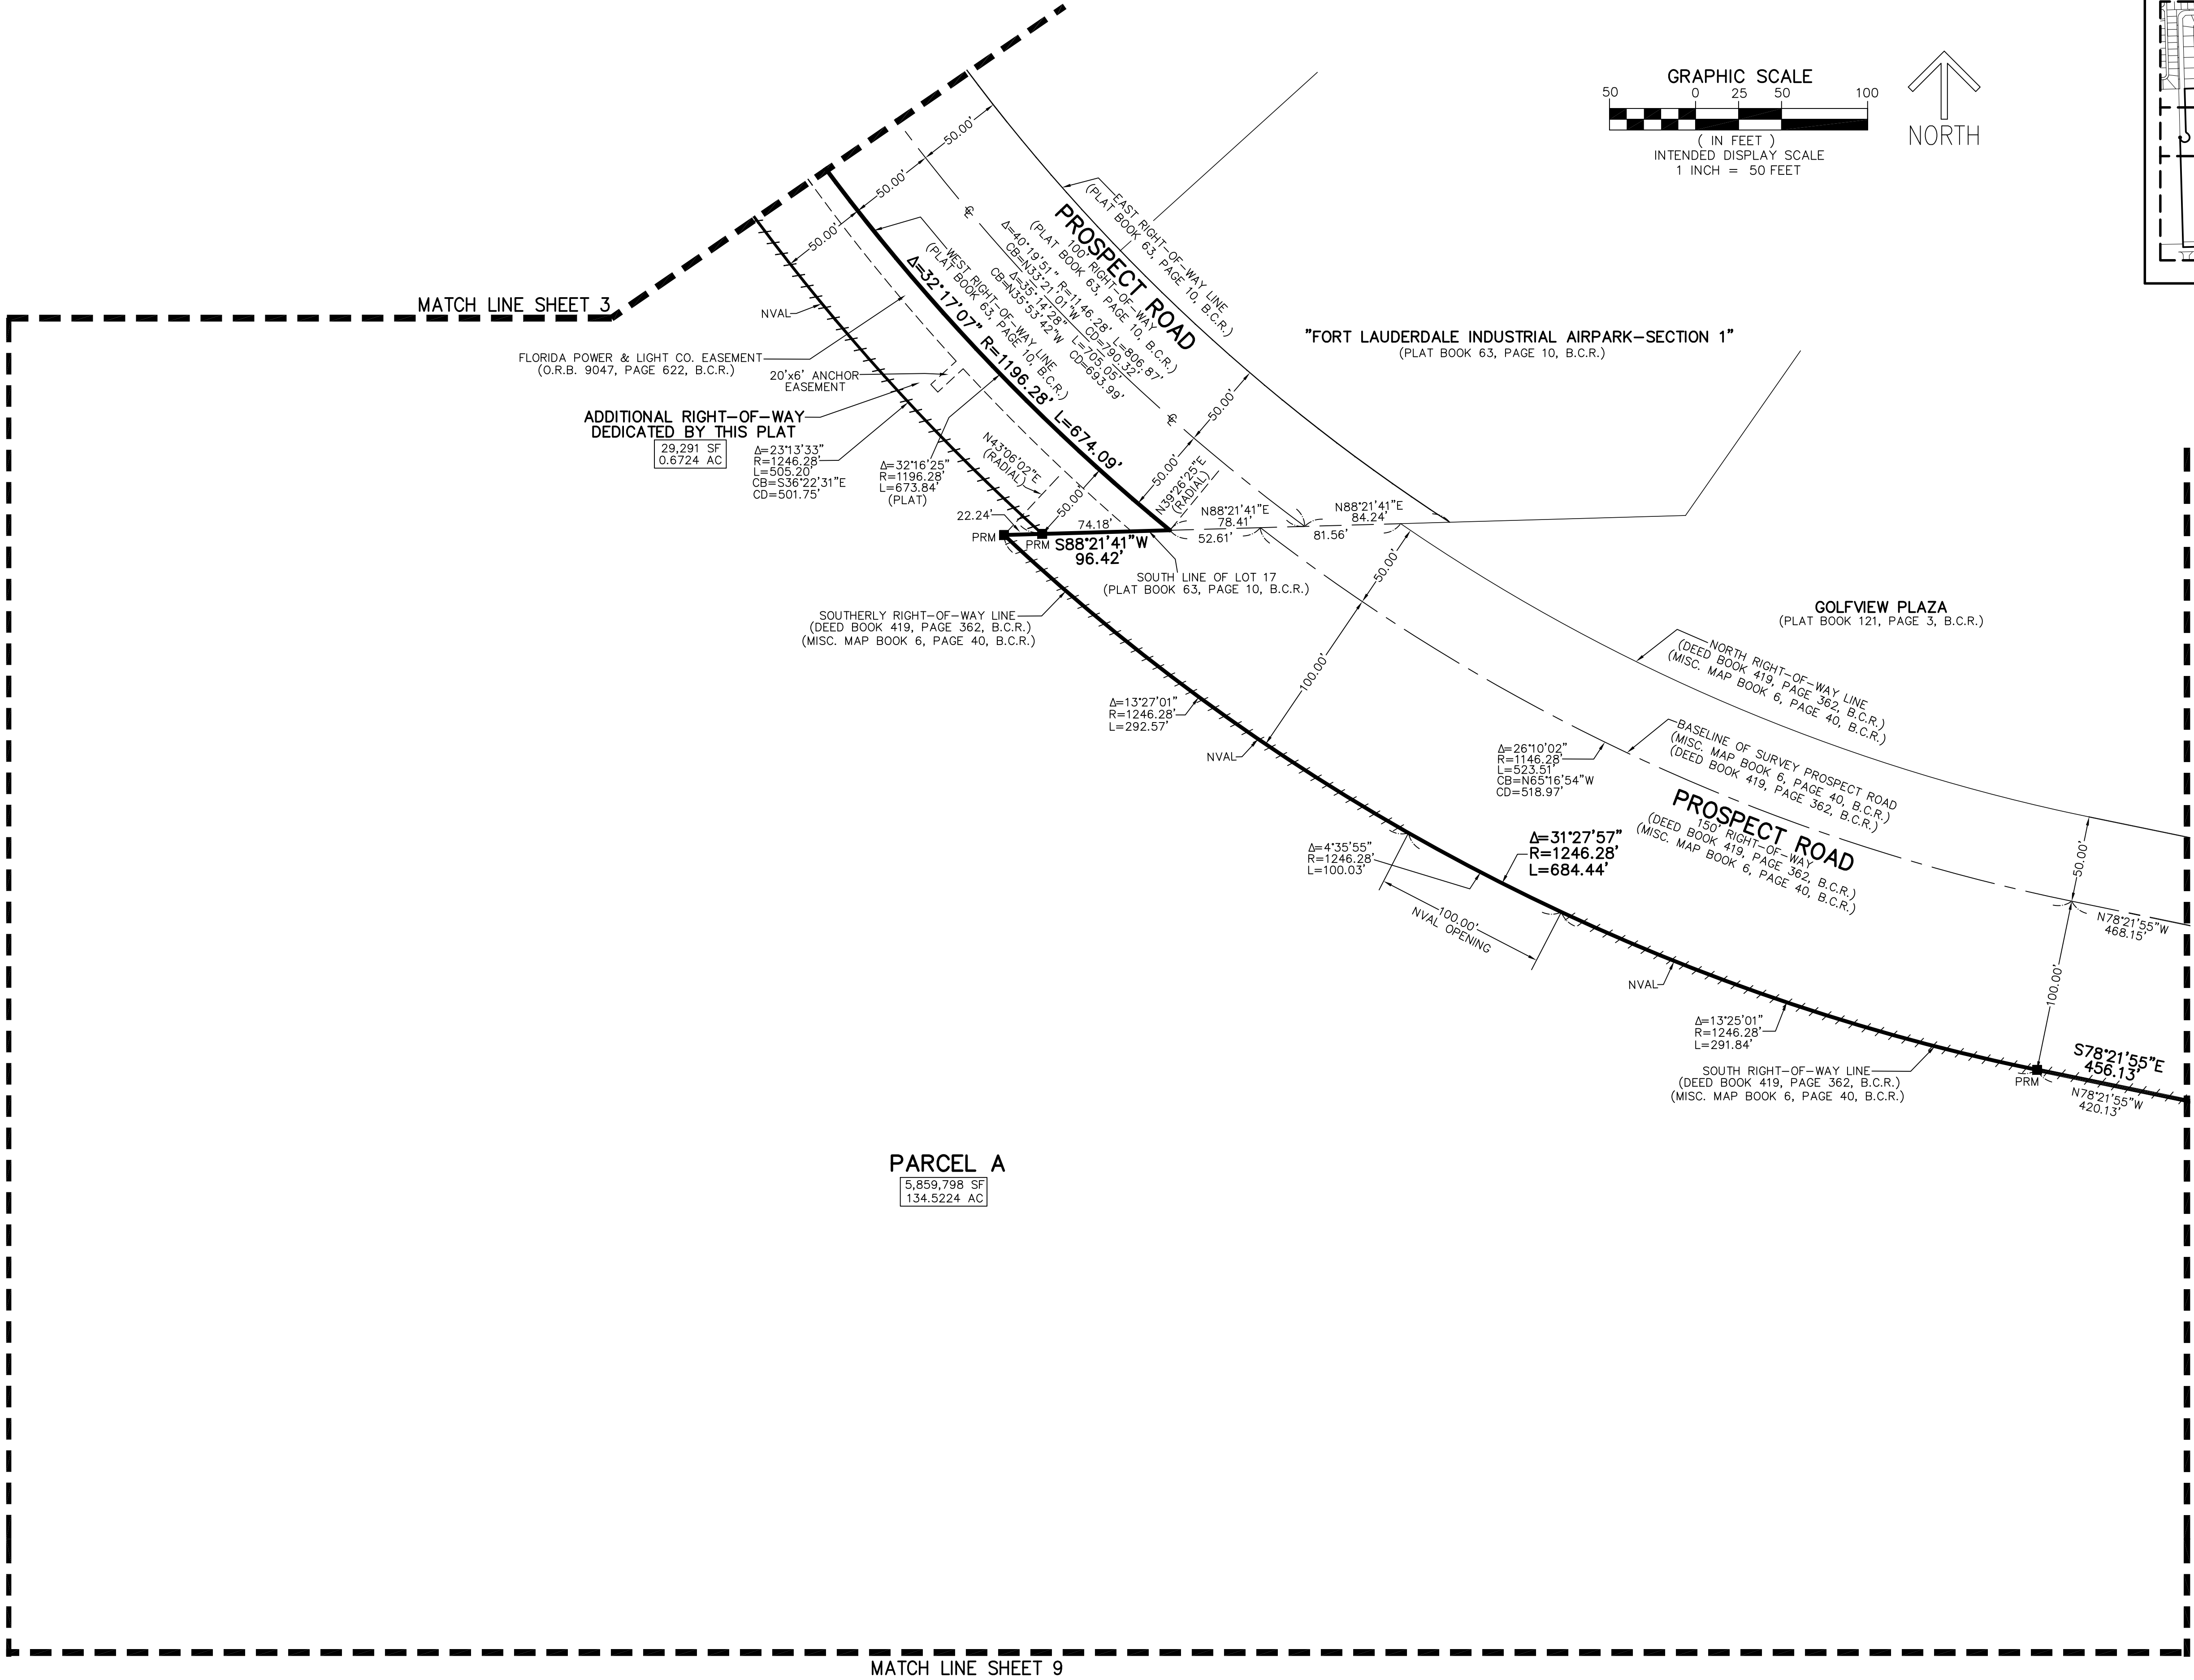 GRAPHIC SCALE
50 0 25 50 100
( IN FEET )
INTENDED DISPLAY SCALE
1 INCH = 50 FEET
NORTH
MATCH LINE SHEET 3
50.00'
50.00'
50.00'
EAST RIGHT-OF-WAY LINE
(PLAT BOOK 63, PAGE 10, B.C.R.)
PROSPECT ROAD
100' RIGHT-OF-WAY
(PLAT BOOK 63, PAGE 10, B.C.R.)
Δ=40°19'51" R=1146.28' L=806.87'
CB=N33°21'01"W CD=790.32'
Δ=35°14'28" L=705.05'
CB=N35°53'42"W CD=693.99'
WEST RIGHT-OF-WAY LINE
(PLAT BOOK 63, PAGE 10, B.C.R.)
Δ=32°17'07" R=1196.28' L=674.09'
℄
℄
"FORT LAUDERDALE INDUSTRIAL AIRPARK-SECTION 1"
(PLAT BOOK 63, PAGE 10, B.C.R.)
NVAL
FLORIDA POWER & LIGHT CO. EASEMENT
(O.R.B. 9047, PAGE 622, B.C.R.)
20'x6' ANCHOR
EASEMENT
ADDITIONAL RIGHT-OF-WAY
DEDICATED BY THIS PLAT
29,291 SF
0.6724 AC
Δ=23°13'33"
R=1246.28'
L=505.20'
CB=S36°22'31"E
CD=501.75'
Δ=32°16'25"
R=1196.28'
L=673.84'
(PLAT)
N43°06'02"E
(RADIAL)
50.00'
50.00'
50.00'
N39°26'25"E
(RADIAL)
22.24'
74.18'
PRM
PRM
S88°21'41"W
96.42'
N88°21'41"E
78.41'
52.61'
N88°21'41"E
84.24'
81.56'
SOUTH LINE OF LOT 17
(PLAT BOOK 63, PAGE 10, B.C.R.)
SOUTHERLY RIGHT-OF-WAY LINE
(DEED BOOK 419, PAGE 362, B.C.R.)
(MISC. MAP BOOK 6, PAGE 40, B.C.R.)
50.00'
100.00'
GOLFVIEW PLAZA
(PLAT BOOK 121, PAGE 3, B.C.R.)
NORTH RIGHT-OF-WAY LINE
(DEED BOOK 419, PAGE 362, B.C.R.)
(MISC. MAP BOOK 6, PAGE 40, B.C.R.)
Δ=13°27'01"
R=1246.28'
L=292.57'
NVAL
Δ=26°10'02"
R=1146.28'
L=523.51'
CB=N65°16'54"W
CD=518.97'
BASELINE OF SURVEY PROSPECT ROAD
(MISC. MAP BOOK 6, PAGE 40, B.C.R.)
(DEED BOOK 419, PAGE 362, B.C.R.)
PROSPECT ROAD
150' RIGHT-OF-WAY
(DEED BOOK 419, PAGE 362, B.C.R.)
(MISC. MAP BOOK 6, PAGE 40, B.C.R.)
Δ=4°35'55"
R=1246.28'
L=100.03'
Δ=31°27'57"
R=1246.28'
L=684.44'
100.00'
NVAL OPENING
50.00'
N78°21'55"W
468.15'
100.00'
NVAL
Δ=13°25'01"
R=1246.28'
L=291.84'
SOUTH RIGHT-OF-WAY LINE
(DEED BOOK 419, PAGE 362, B.C.R.)
(MISC. MAP BOOK 6, PAGE 40, B.C.R.)
PRM
S78°21'55"E
456.13'
N78°21'55"W
420.13'
PARCEL A
5,859,798 SF
134.5224 AC
MATCH LINE SHEET 9